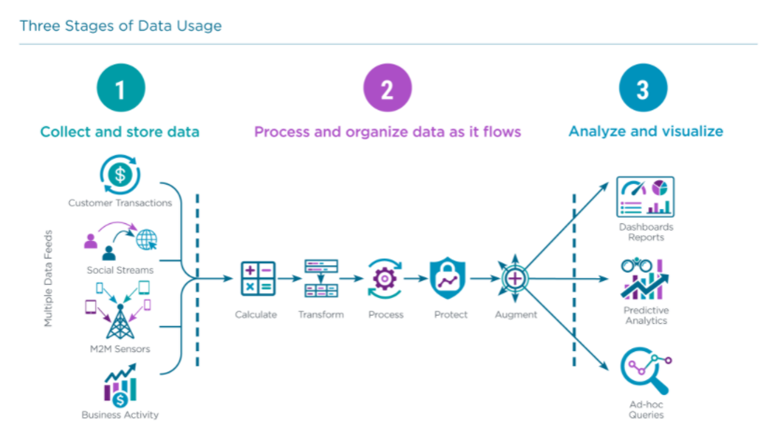 Three Stages of Data Usage
1
2
3
Collect and store data
Process and organize data as it flows
Analyze and visualize
Multiple Data Feeds
$
Customer Transactions
Social Streams
M2M Sensors
$
Business Activity
+ −
× =
Calculate
Transform
Process
Protect
Augment
Dashboards
Reports
Predictive
Analytics
Ad-hoc
Queries